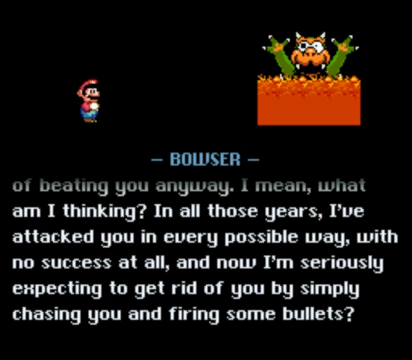 — BOWSER —
of beating you anyway. I mean, what
am I thinking? In all those years, I've
attacked you in every possible way, with
no success at all, and now I'm seriously
expecting to get rid of you by simply
chasing you and firing some bullets?